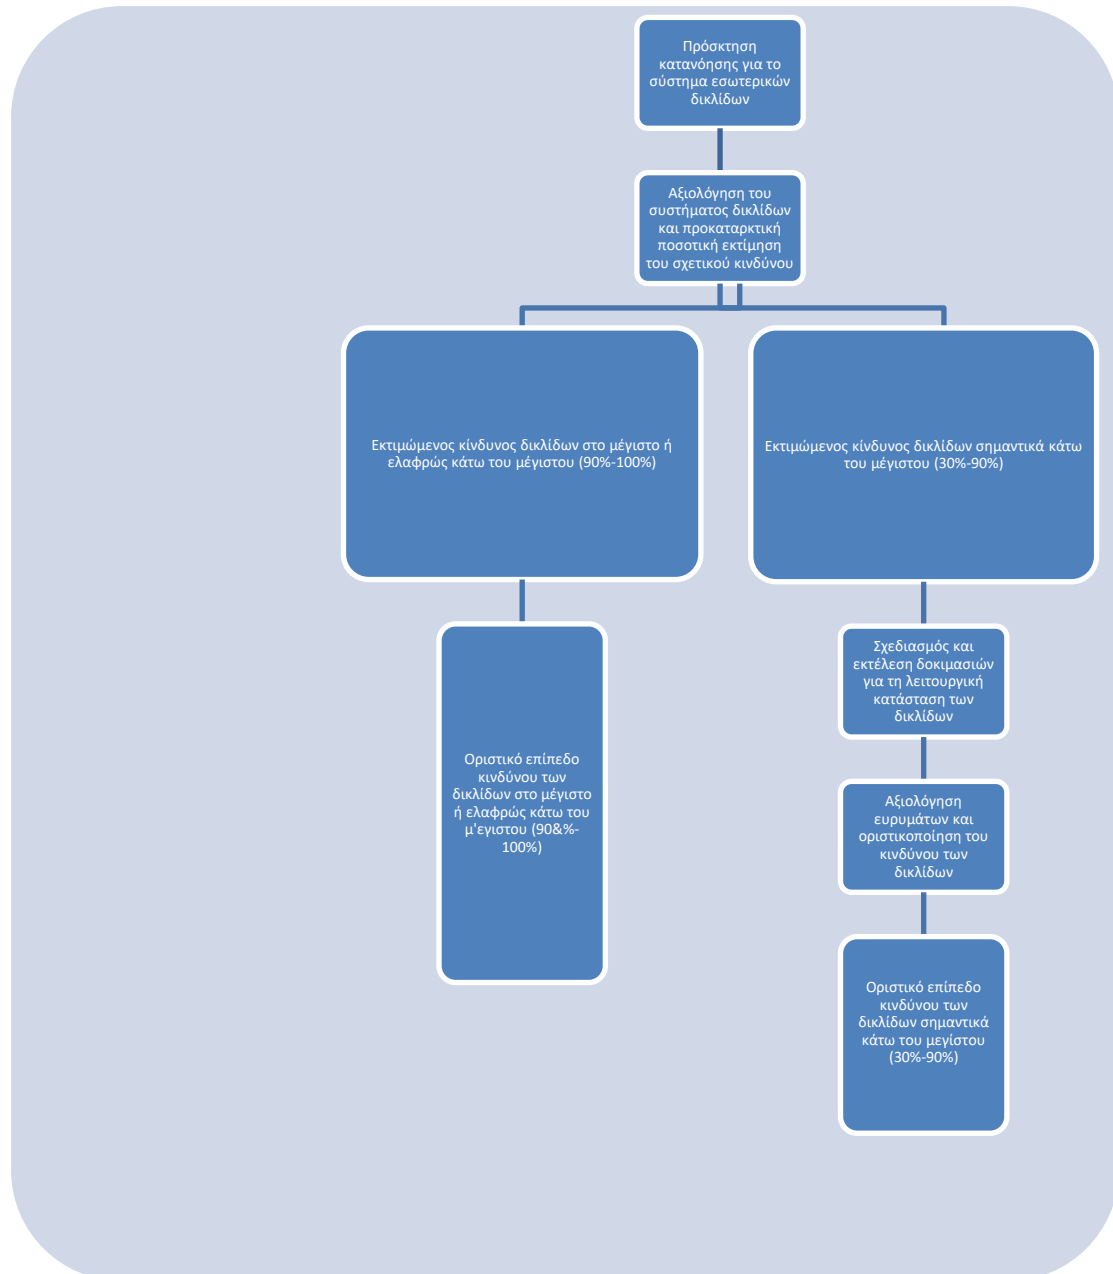 Πρόσκτηση
κατανόησης για το
σύστημα εσωτερικών
δικλίδων
Αξιολόγηση του
συστήματος δικλίδων
και προκαταρκτική
ποσοτική εκτίμηση
του σχετικού κινδύνου
Εκτιμώμενος κίνδυνος δικλίδων στο μέγιστο ή
ελαφρώς κάτω του μέγιστου (90%-100%)
Εκτιμώμενος κίνδυνος δικλίδων σημαντικά κάτω
του μέγιστου (30%-90%)
Οριστικό επίπεδο
κινδύνου των
δικλίδων στο μέγιστο
ή ελαφρώς κάτω του
μ'εγιστου (90&%-
100%)
Σχεδιασμός και
εκτέλεση δοκιμασιών
για τη λειτουργική
κατάσταση των
δικλίδων
Αξιολόγηση
ευρυμάτων και
οριστικοποίηση του
κινδύνου των
δικλίδων
Οριστικό επίπεδο
κινδύνου των
δικλίδων σημαντικά
κάτω του μεγίστου
(30%-90%)